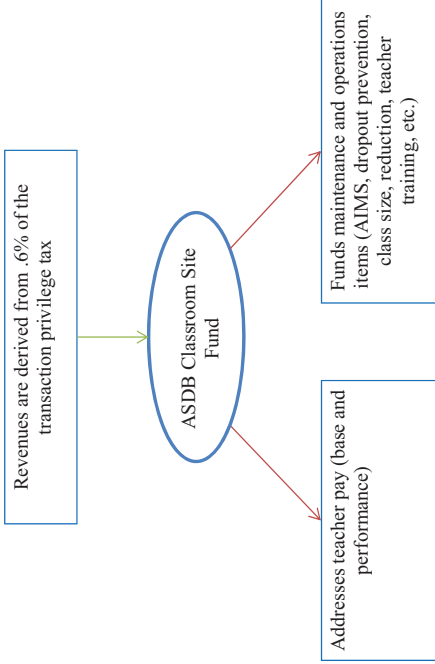 Revenues are derived from .6% of the
transaction privilege tax
ASDB Classroom Site
Fund
Addresses teacher pay (base and
performance)
Funds maintenance and operations
items (AIMS, dropout prevention,
class size, reduction, teacher
training, etc.)